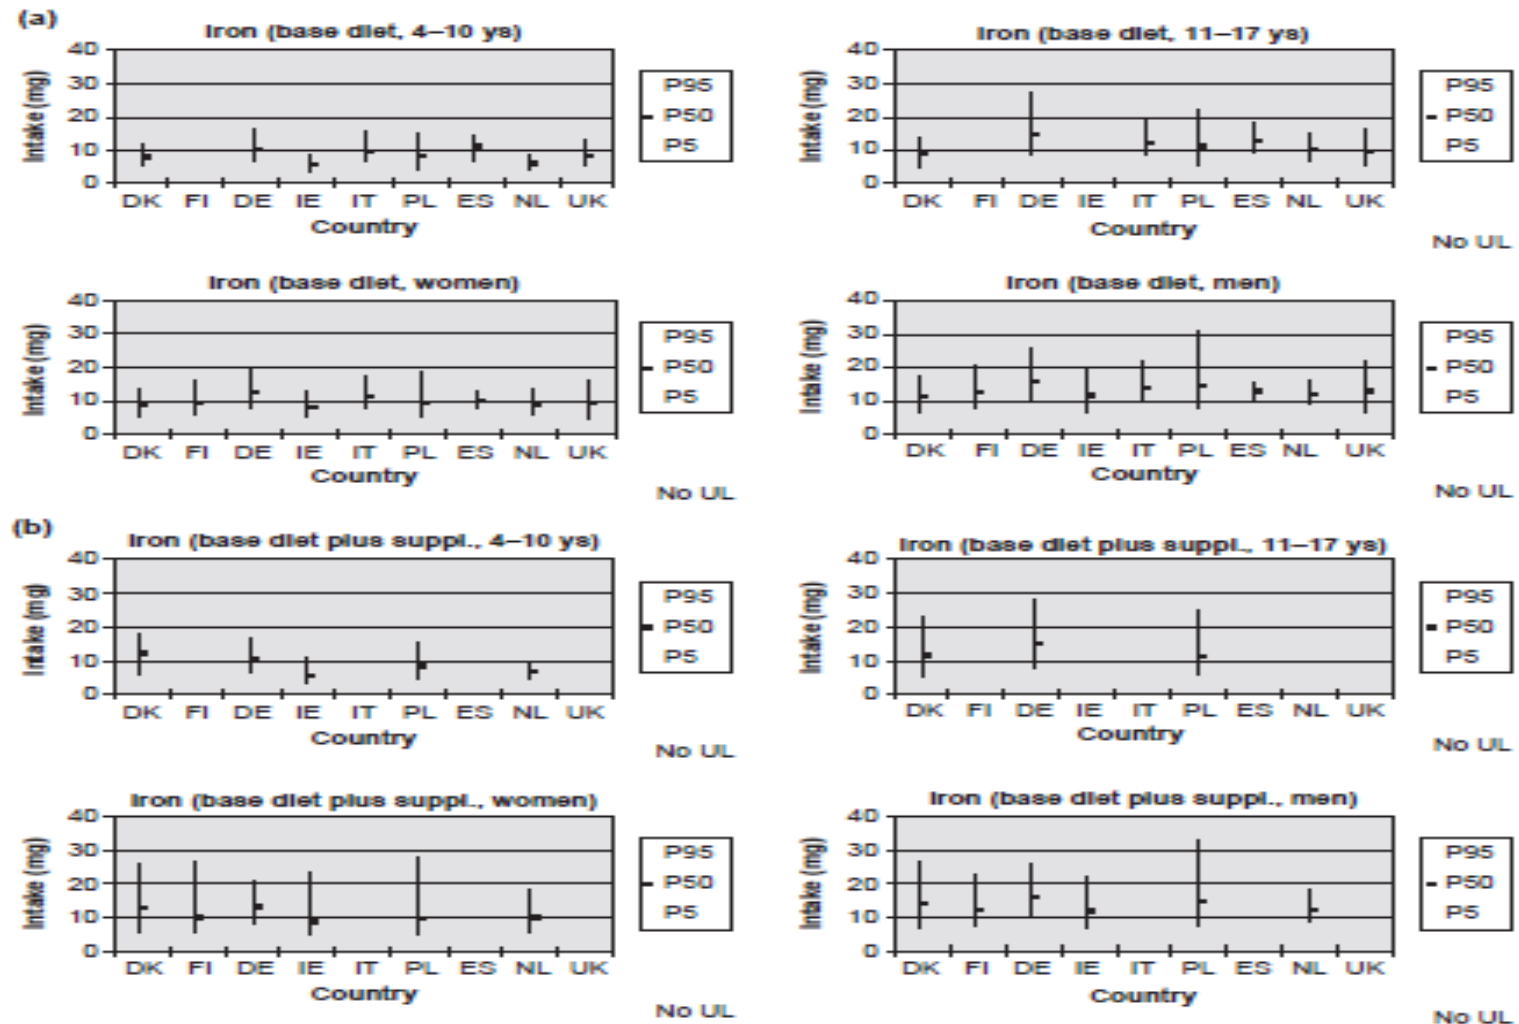 (a)
Iron (base diet, 4–10 ys)
Intake (mg)
40
30
20
10
0
DK FI DE IE IT PL ES NL UK
Country
P95
P50
P5
Iron (base diet, 11–17 ys)
Intake (mg)
40
30
20
10
0
DK FI DE IE IT PL ES NL UK
Country
P95
P50
P5
No UL
Iron (base diet, women)
Intake (mg)
40
30
20
10
0
DK FI DE IE IT PL ES NL UK
Country
P95
P50
P5
No UL
Iron (base diet, men)
Intake (mg)
40
30
20
10
0
DK FI DE IE IT PL ES NL UK
Country
P95
P50
P5
No UL
(b)
Iron (base diet plus suppl., 4–10 ys)
Intake (mg)
40
30
20
10
0
DK FI DE IE IT PL ES NL UK
Country
P95
P50
P5
No UL
Iron (base diet plus suppl., 11–17 ys)
Intake (mg)
40
30
20
10
0
DK FI DE IE IT PL ES NL UK
Country
P95
P50
P5
No UL
Iron (base diet plus suppl., women)
Intake (mg)
40
30
20
10
0
DK FI DE IE IT PL ES NL UK
Country
P95
P50
P5
No UL
Iron (base diet plus suppl., men)
Intake (mg)
40
30
20
10
0
DK FI DE IE IT PL ES NL UK
Country
P95
P50
P5
No UL